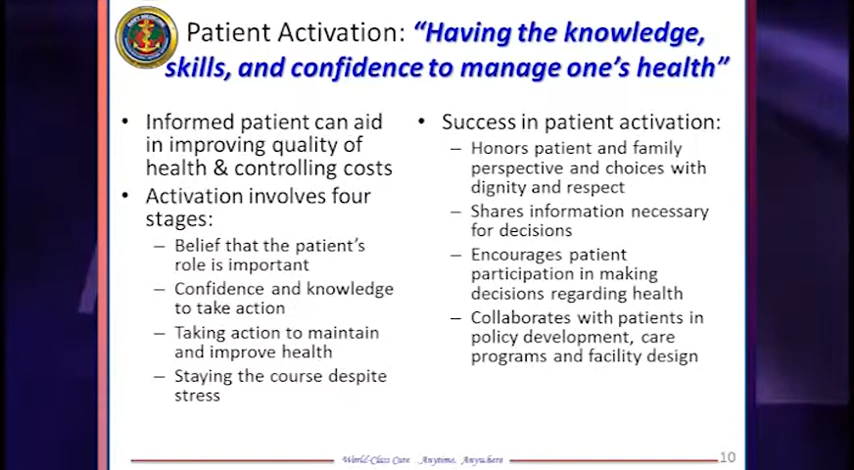 Patient Activation: "Having the knowledge,
skills, and confidence to manage one's health"
• Informed patient can aid
in improving quality of
health & controlling costs
• Activation involves four
stages:
– Belief that the patient's
role is important
– Confidence and knowledge
to take action
– Taking action to maintain
and improve health
– Staying the course despite
stress
• Success in patient activation:
– Honors patient and family
perspective and choices with
dignity and respect
– Shares information necessary
for decisions
– Encourages patient
participation in making
decisions regarding health
– Collaborates with patients in
policy development, care
programs and facility design
World-Class Care Anytime, Anywhere
10